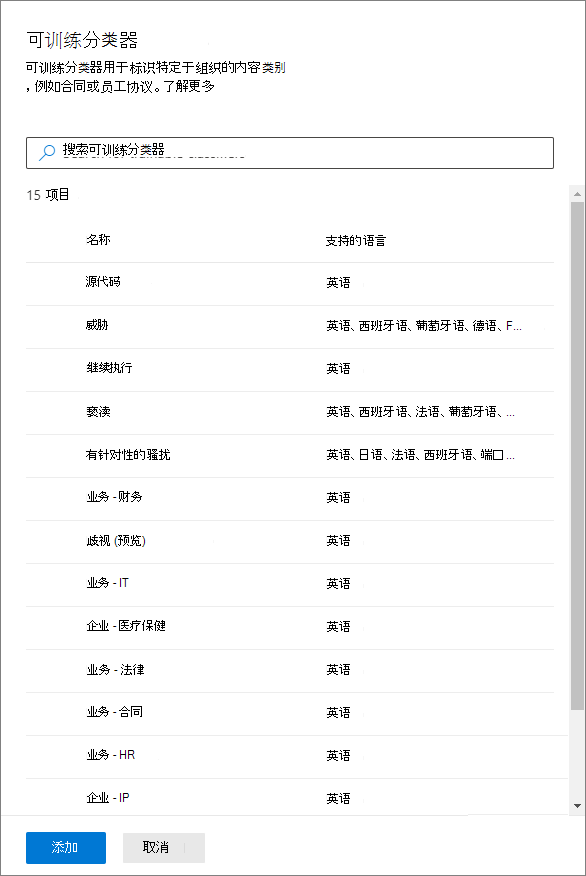 可训练分类器
可训练分类器用于标识特定于组织的内容类别
，例如合同或员工协议。了解更多
搜索可训练分类器
15 项目
名称 支持的语言
源代码 英语
威胁 英语、西班牙语、葡萄牙语、德语、F...
继续执行 英语
亵渎 英语、西班牙语、法语、葡萄牙语、...
有针对性的骚扰 英语、日语、法语、西班牙语、端口...
业务 -财务 英语
歧视 (预览) 英语
业务 - IT 英语
企业 -医疗保健 英语
业务 - 法律 英语
业务 - 合同 英语
业务 - HR 英语
企业 - IP 英语
添加 取消